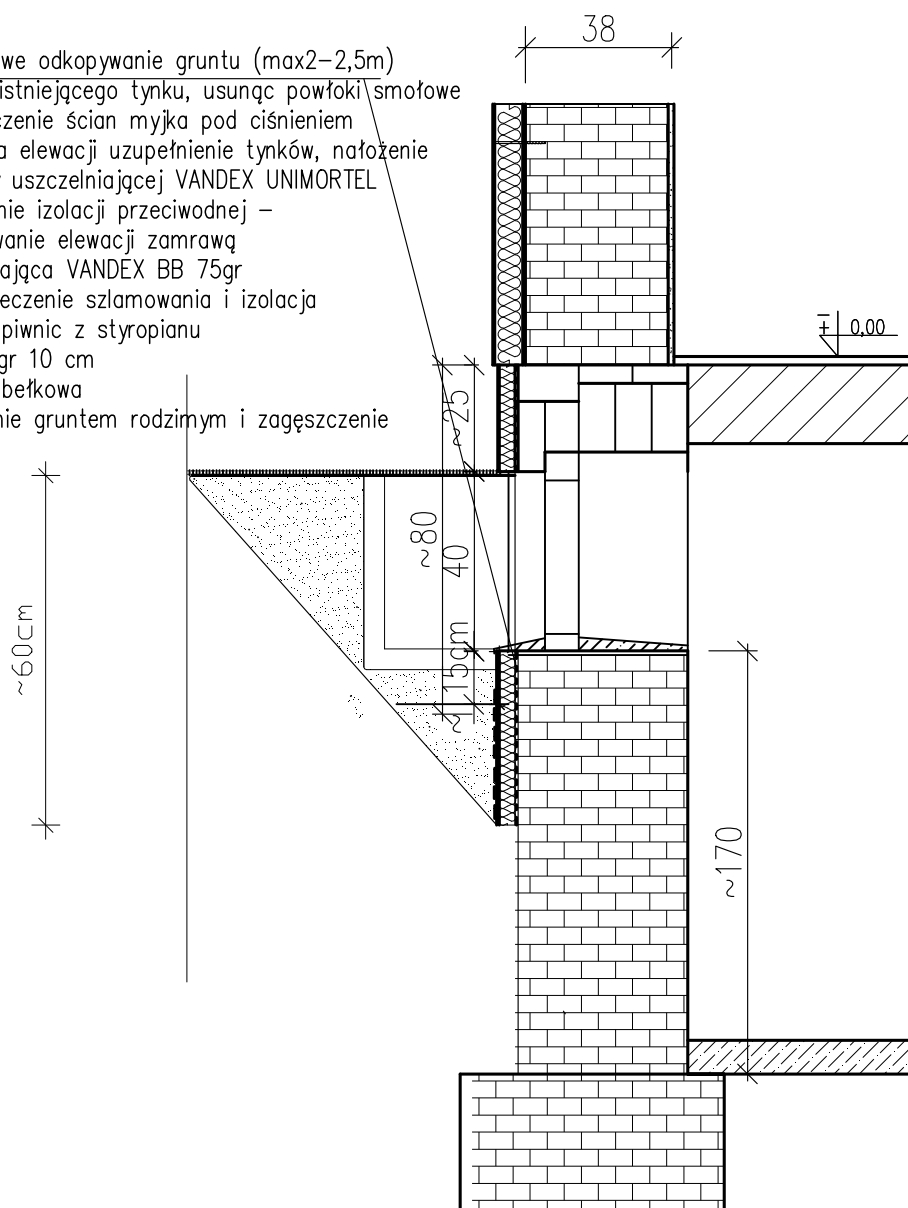 38
we odkopywanie gruntu (max2-2,5m)
istniejącego tynku, usunąc powłoki smołowe
zenie ścian myjka pod ciśnieniem
a elewacji uzupełnienie tynków, nałożenie
uszczelniającej VANDEX UNIMORTEL
nie izolacji przeciwodnej –
wanie elewacji zamrawą
ająca VANDEX BB 75gr
eczenie szlamowania i izolacja
piwnic z styropianu
gr 10 cm
bełkowa
nie gruntem rodzimym i zagęszczenie
0,00
~25
~80
40
~15cm
~60cm
~170